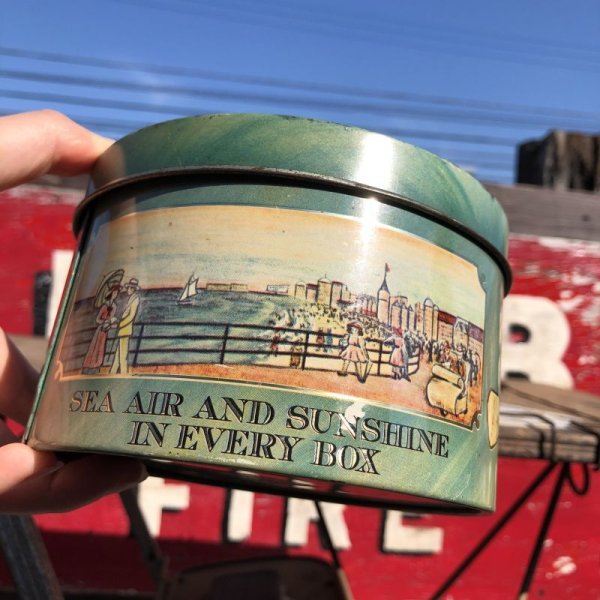 SEA AIR AND SUNSHINE
IN EVERY BOX
B
FIRE